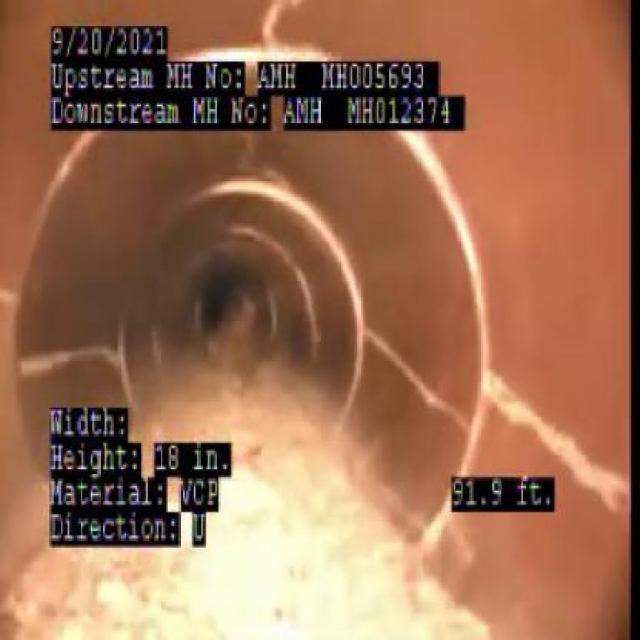 9/20/2021
Upstream MH No: AMH MH005693
Downstream MH No: AMH MH012374
Width:
Height: 18 in.
Material: VCP
91.9 ft.
Direction: U